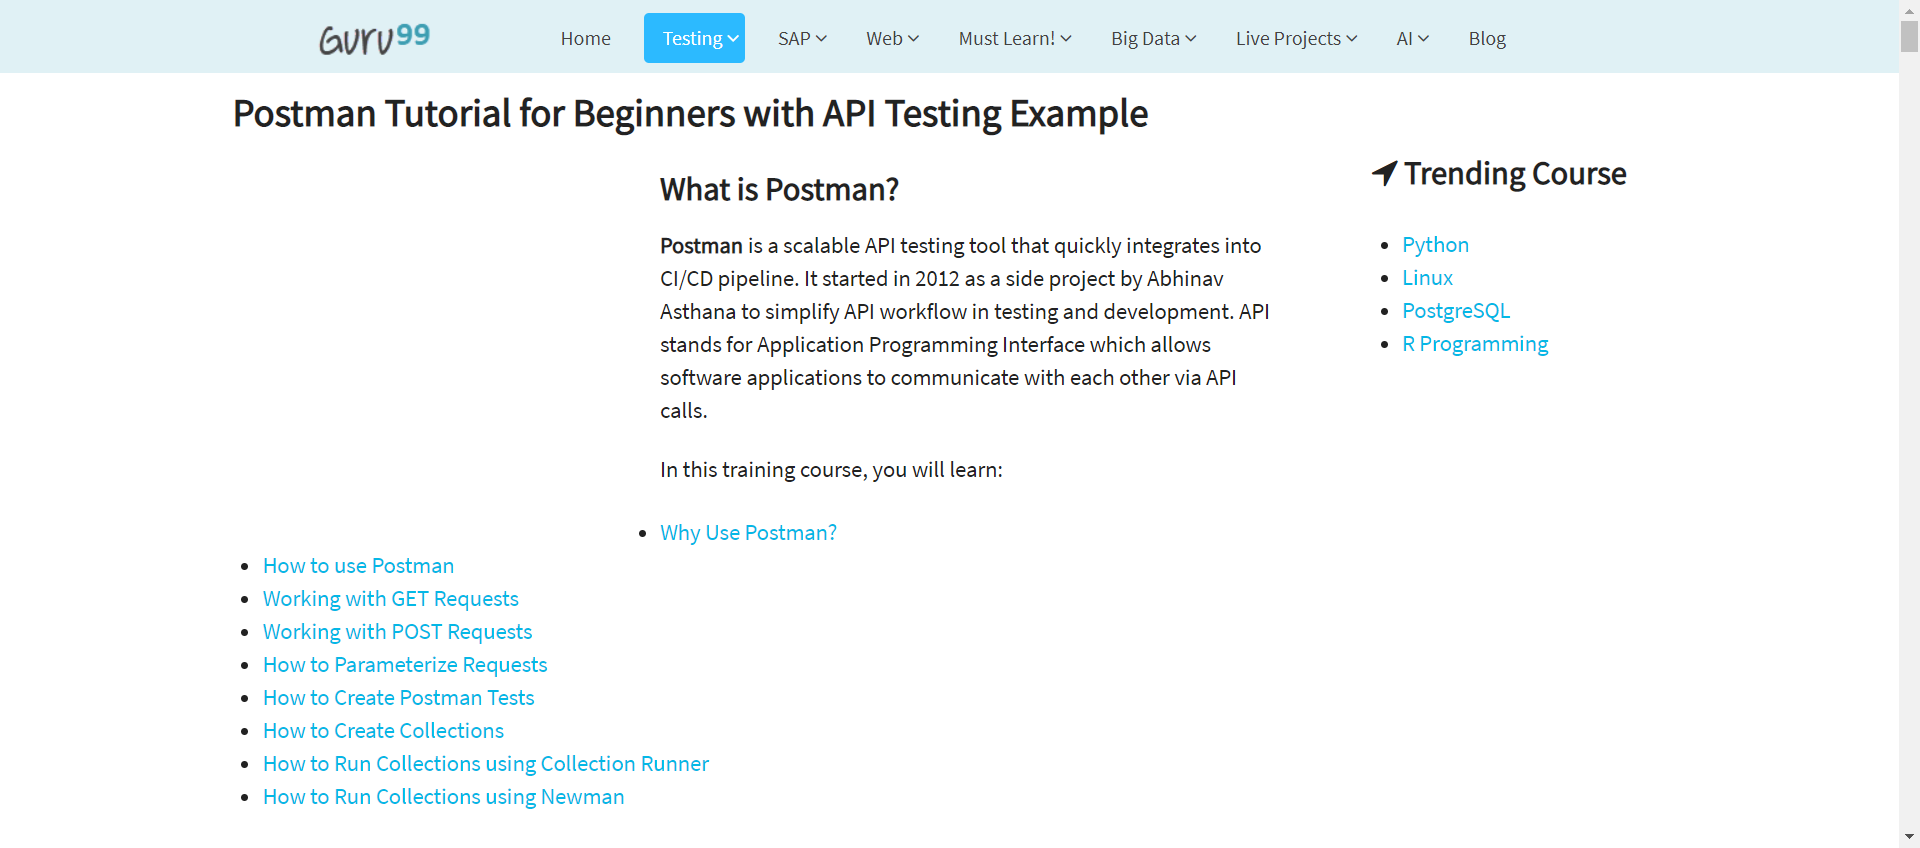 Guru99 Home Testing SAP Web Must Learn! Big Data Live Projects AI Blog
Postman Tutorial for Beginners with API Testing Example
What is Postman?
Postman is a scalable API testing tool that quickly integrates into
CI/CD pipeline. It started in 2012 as a side project by Abhinav
Asthana to simplify API workflow in testing and development. API
stands for Application Programming Interface which allows
software applications to communicate with each other via API
calls.
In this training course, you will learn:
Why Use Postman?
How to use Postman
Working with GET Requests
Working with POST Requests
How to Parameterize Requests
How to Create Postman Tests
How to Create Collections
How to Run Collections using Collection Runner
How to Run Collections using Newman
Trending Course
Python
Linux
PostgreSQL
R Programming